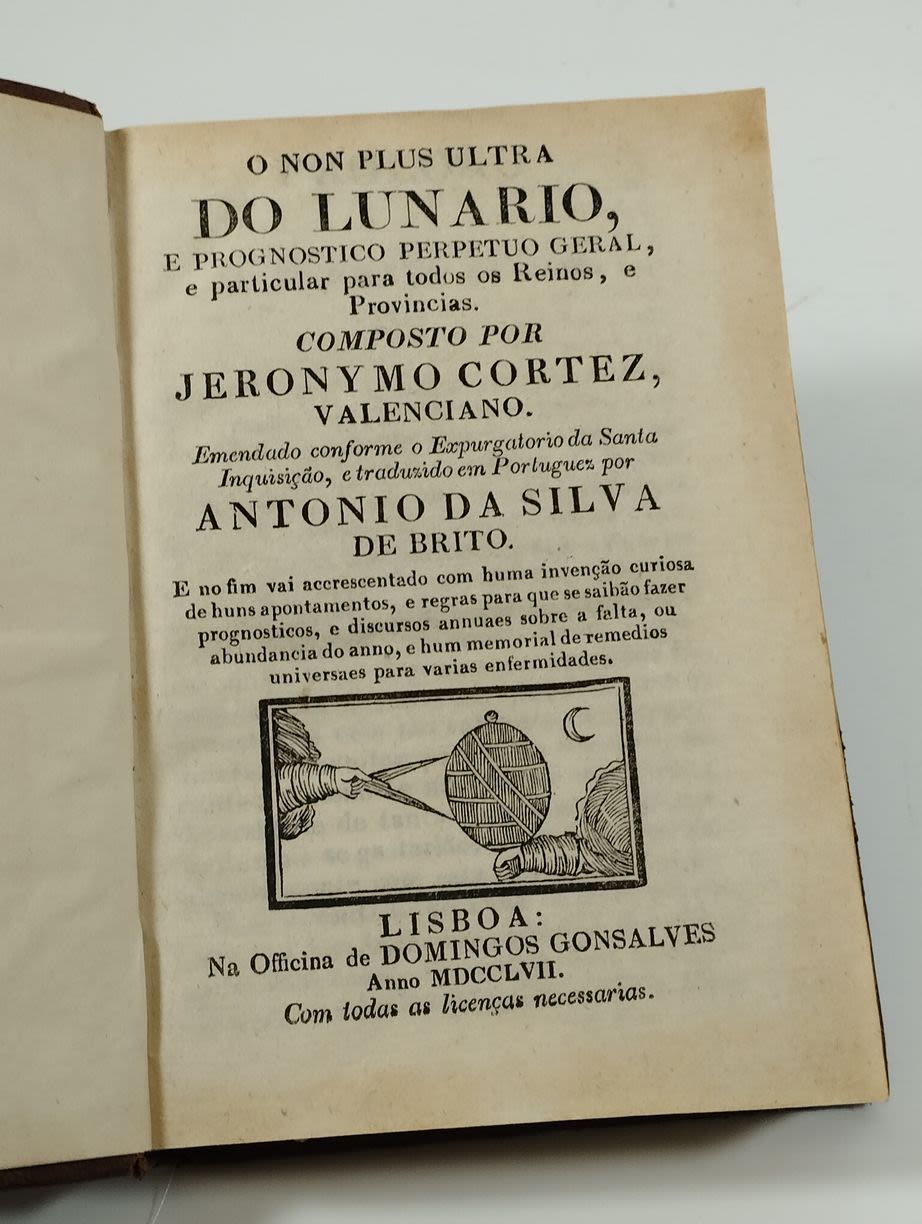 O NON PLUS ULTRA
DO LUNARIO,
E PROGNOSTICO PERPETUO GERAL,
e particular para todos os Reinos, e
Provincias.
COMPOSTO POR
JERONYMO CORTEZ,
VALENCIANO.
Emendado conforme o Expurgatorio da Santa
Inquisição, e traduzido em Portuguez por
ANTONIO DA SILVA
DE BRITO.
E no fim vai accrescentado com huma invenção curiosa
de huns apontamentos, e regras para que se saibão fazer
prognosticos, e discursos annuaes sobre a falta, ou
abundancia do anno, e hum memorial de remedios
universaes para varias enfermidades.
LISBOA:
Na Officina de DOMINGOS GONSALVES
Anno MDCCLVII.
Com todas as licenças necessarias.